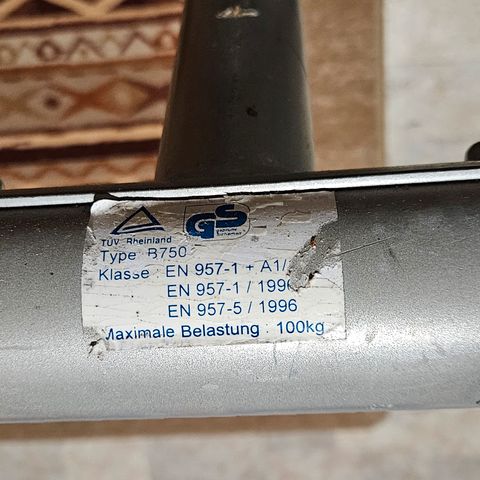 TÜV Rheinland
GS
Type B750
Klasse : EN 957-1 + A1/
EN 957-1 / 1996
EN 957-5 / 1996
Maximale Belastung : 100kg